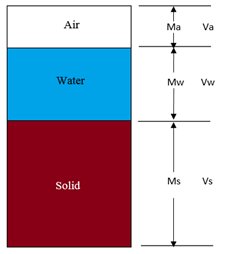 Air Ma Va
Water Mw Vw
Solid Ms Vs